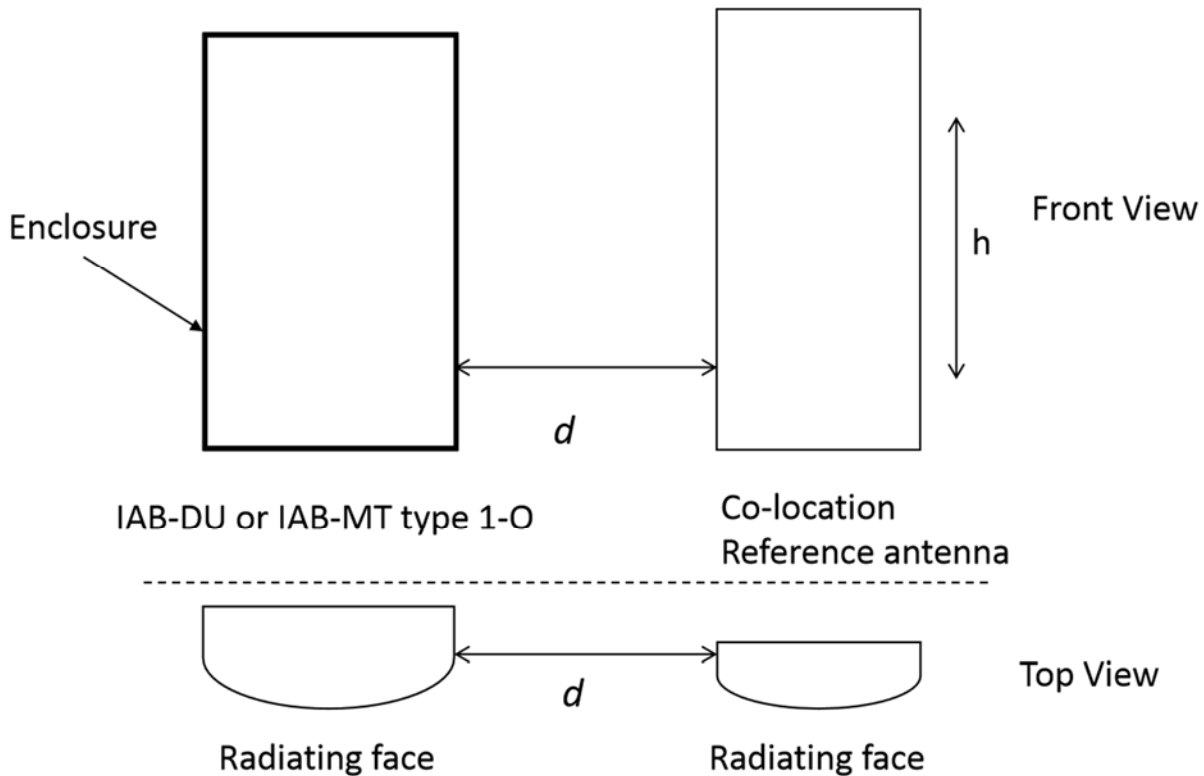 Enclosure
Front View
h
d
IAB-DU or IAB-MT type 1-O
Co-location
Reference antenna
d
Top View
Radiating face
Radiating face